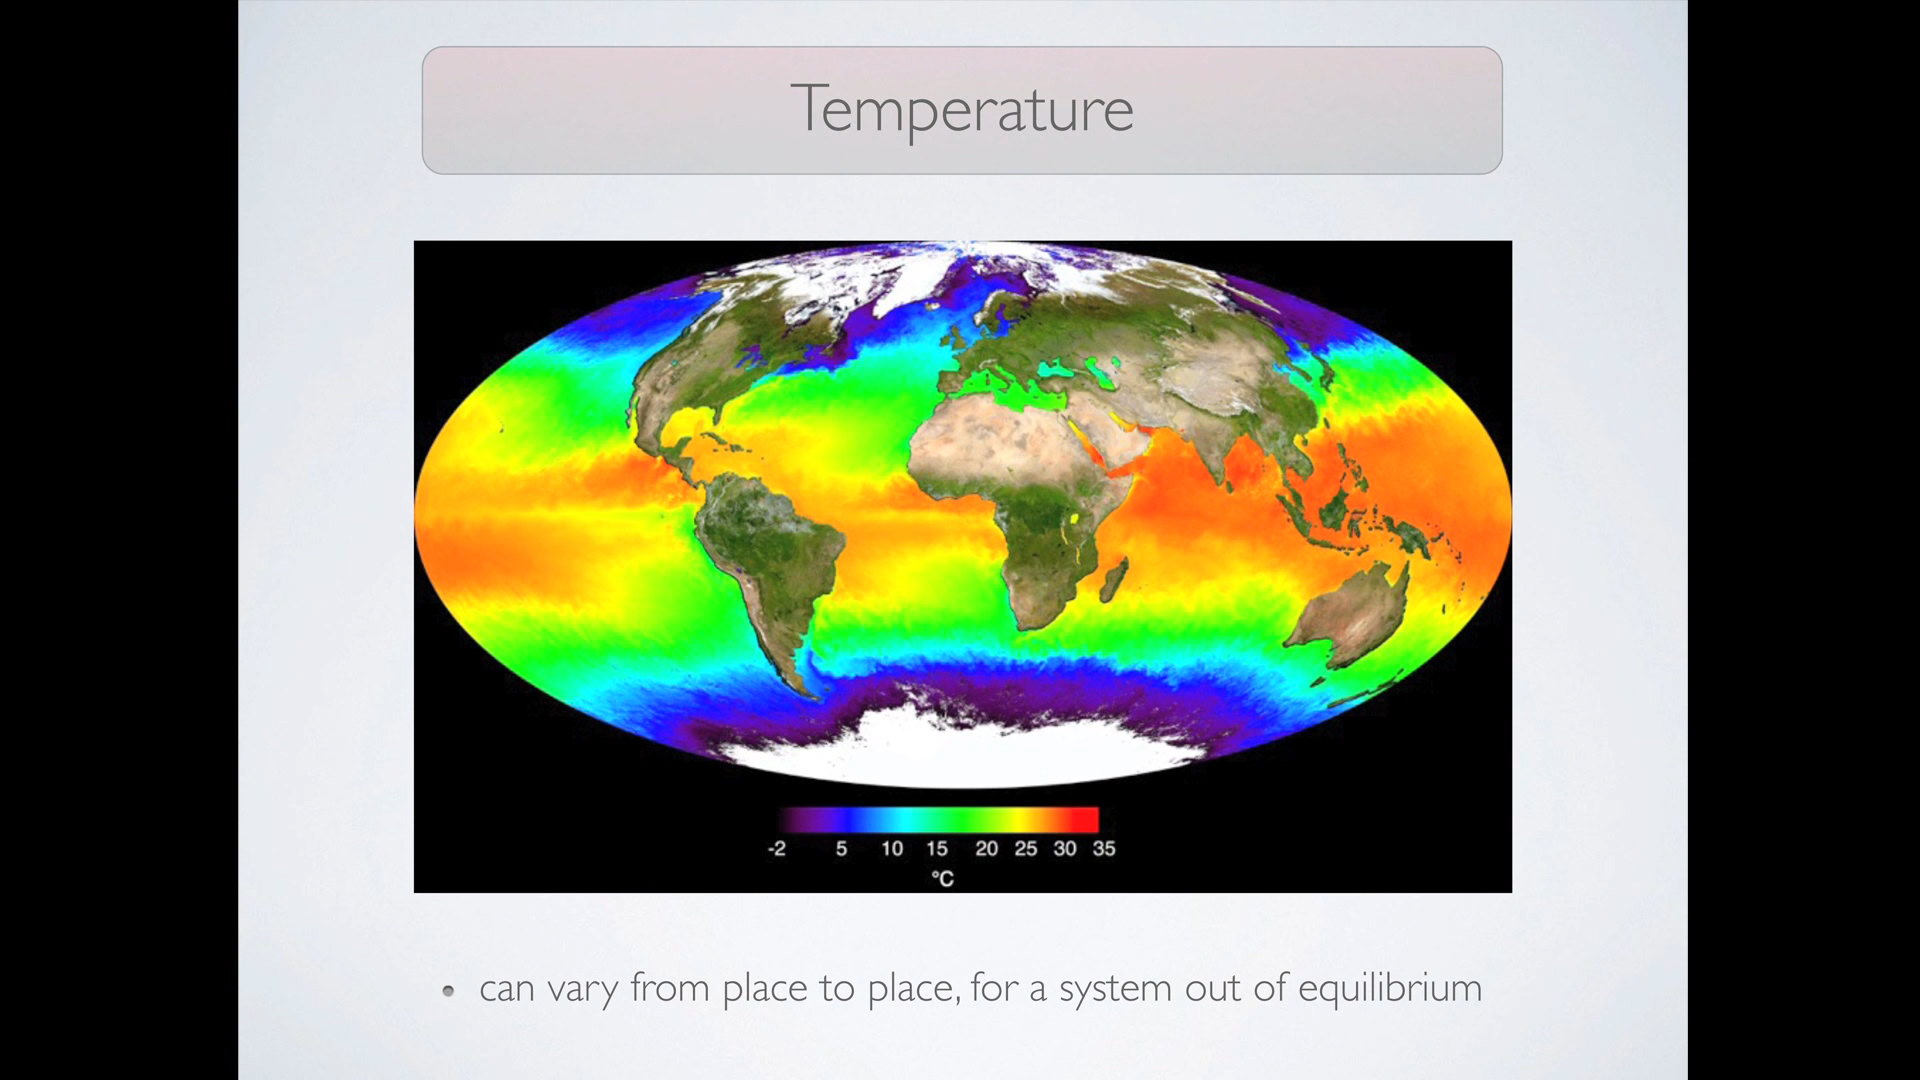 Temperature
-2 5 10 15 20 25 30 35
°C
• can vary from place to place, for a system out of equilibrium